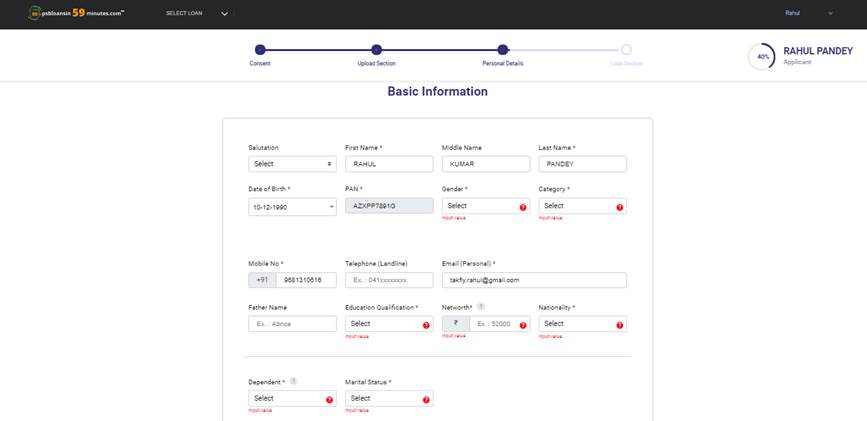 psbloansin 59 minutes.com™ SELECT LOAN Rahul
Consent Upload Section Personal Details Loan Section
40% RAHUL PANDEY
Applicant
Basic Information
Salutation First Name * Middle Name Last Name *
Select RAHUL KUMAR PANDEY
Date of Birth * PAN * Gender * Category *
10-12-1990 AZXPP7891G Select ? Select ?
Input value Input value
Mobile No * Telephone (Landline) Email (Personal) *
+91 9681310616 Ex. : 041xxxxxxxx takfly.rahul@gmail.com
Father Name Education Qualification * Networth* ? Nationality *
Ex. : Abnca Select ? ₹ Ex. : 52000 ? Select ?
Input value Input value Input value
Dependent * ? Marital Status *
Select ? Select ?
Input value Input value